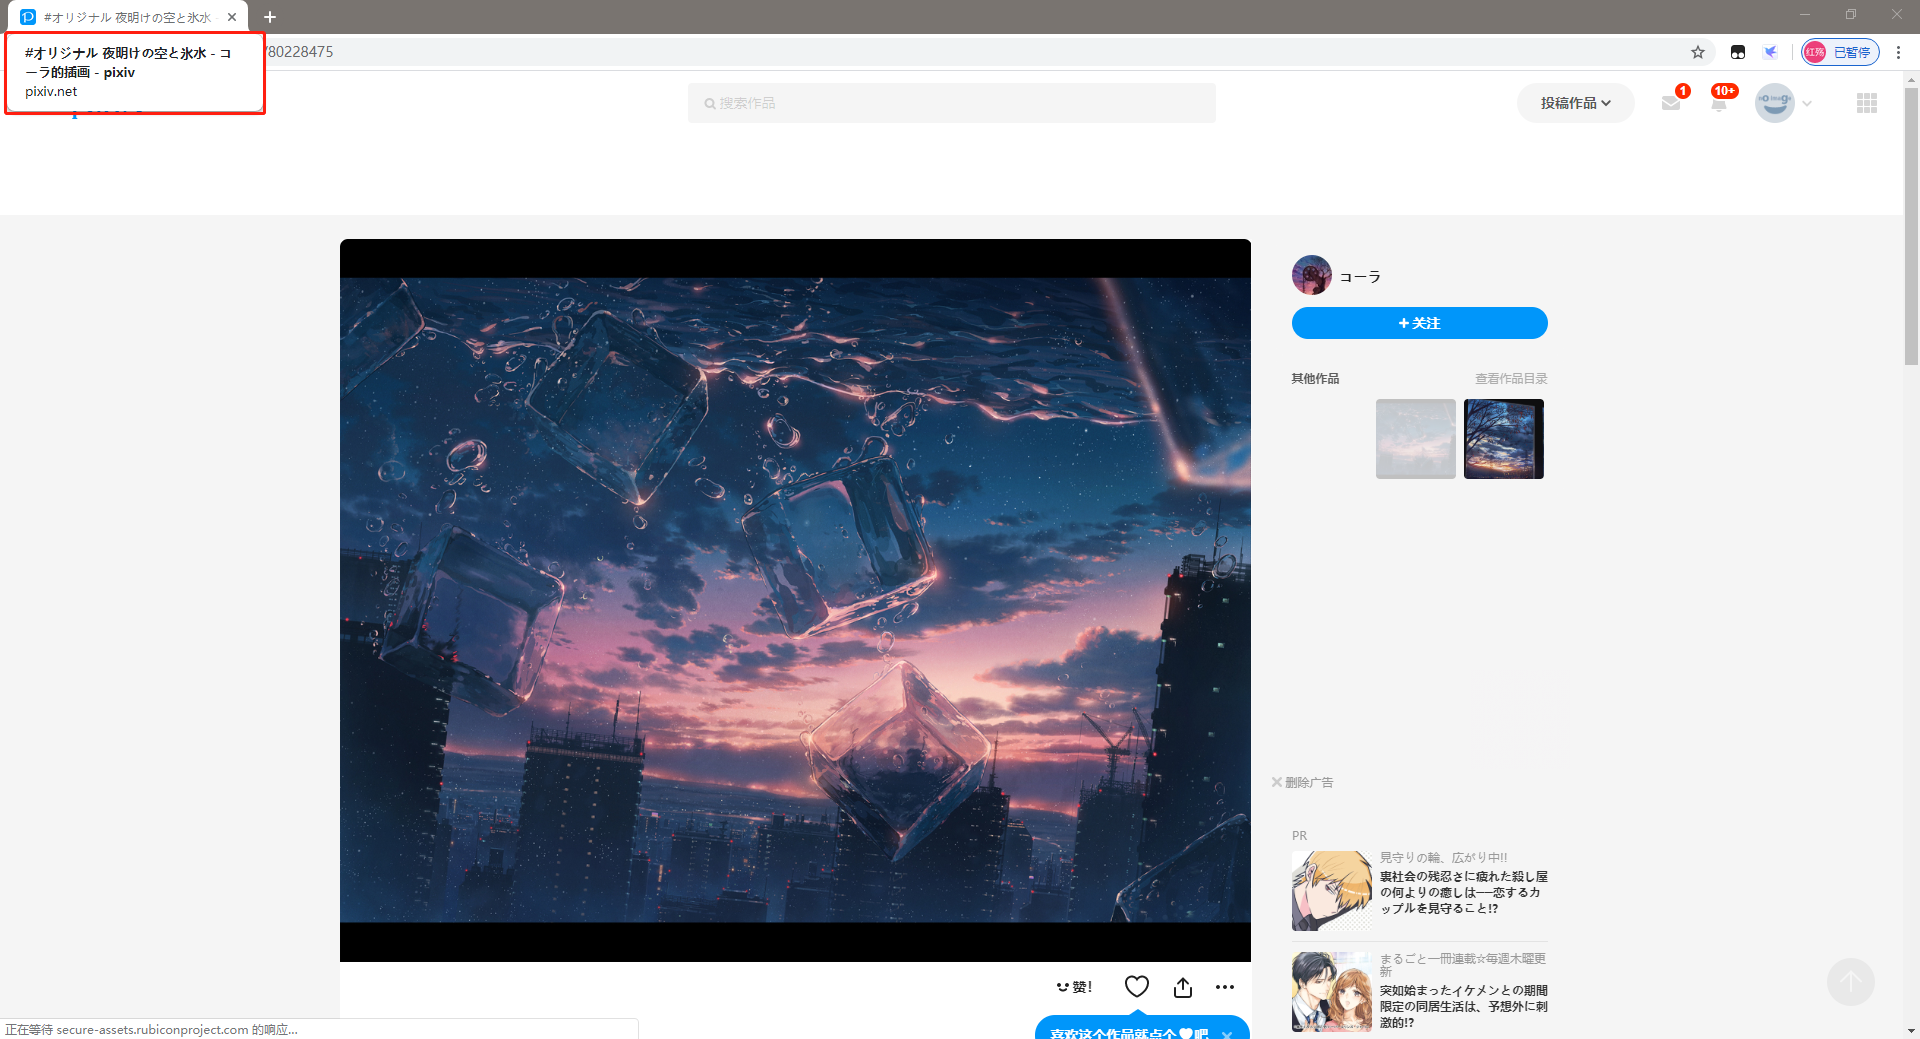 #オリジナル 夜明けの空と氷水
#オリジナル 夜明けの空と氷水 - コ
ーラ的插画 - pixiv
pixiv.net
/80228475
红殇 已暂停
搜索作品
投稿作品
1
10+
コーラ
+ 关注
其他作品 查看作品目录
删除广告
PR
見守りの輪、広がり中!!
裏社会の残忍さに疲れた殺し屋
の何よりの癒しは——恋するカ
ップルを見守ること!?
まるごと一冊連載☆毎週木曜更
新
突如始まったイケメンとの期間
限定の同居生活は、予想外に刺
激的!?
赞!
喜欢这个作品就点个♥吧
正在等待 secure-assets.rubiconproject.com 的响应...